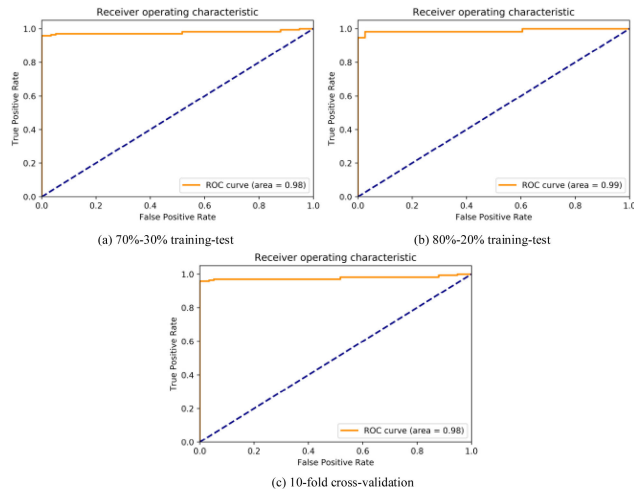 Receiver operating characteristic
1.0
0.8
0.6
0.4
0.2
0.0
True Positive Rate
ROC curve (area = 0.98)
0.0 0.2 0.4 0.6 0.8 1.0
False Positive Rate
(a) 70%-30% training-test
Receiver operating characteristic
1.0
0.8
0.6
0.4
0.2
0.0
True Positive Rate
ROC curve (area = 0.99)
0.0 0.2 0.4 0.6 0.8 1.0
False Positive Rate
(b) 80%-20% training-test
Receiver operating characteristic
1.0
0.8
0.6
0.4
0.2
0.0
True Positive Rate
ROC curve (area = 0.98)
0.0 0.2 0.4 0.6 0.8 1.0
False Positive Rate
(c) 10-fold cross-validation